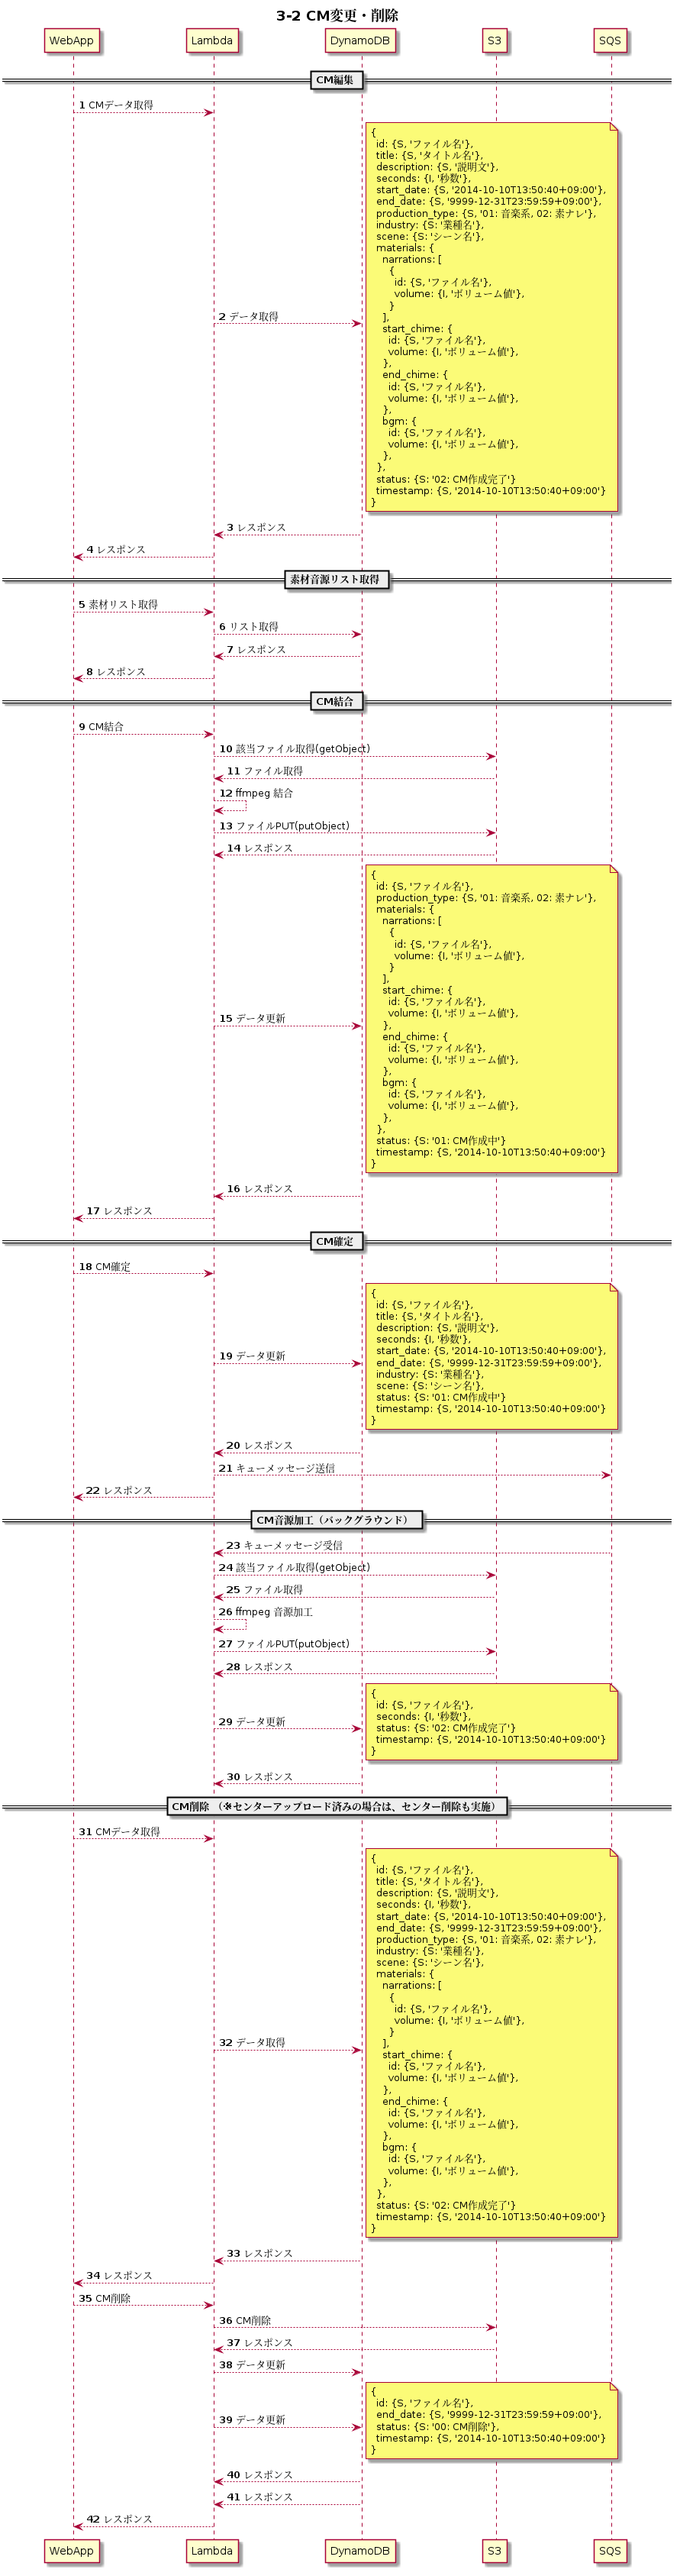 3-2 CM変更・削除
WebApp
Lambda
DynamoDB
S3
SQS
CM編集
1 CMデータ取得
{
id: {S, 'ファイル名'},
title: {S, 'タイトル名'},
description: {S, '説明文'},
seconds: {I, '秒数'},
start_date: {S, '2014-10-10T13:50:40+09:00'},
end_date: {S, '9999-12-31T23:59:59+09:00'},
production_type: {S, '01: 音楽系, 02: 素ナレ'},
industry: {S: '業種名'},
scene: {S: 'シーン名'},
materials: {
narrations: [
{
id: {S, 'ファイル名'},
volume: {I, 'ボリューム値'},
}
],
start_chime: {
id: {S, 'ファイル名'},
volume: {I, 'ボリューム値'},
},
end_chime: {
id: {S, 'ファイル名'},
volume: {I, 'ボリューム値'},
},
bgm: {
id: {S, 'ファイル名'},
volume: {I, 'ボリューム値'},
},
},
status: {S: '02: CM作成完了'}
timestamp: {S, '2014-10-10T13:50:40+09:00'}
}
2 データ取得
3 レスポンス
4 レスポンス
素材音源リスト取得
5 素材リスト取得
6 リスト取得
7 レスポンス
8 レスポンス
CM結合
9 CM結合
10 該当ファイル取得(getObject)
11 ファイル取得
12 ffmpeg 結合
13 ファイルPUT(putObject)
14 レスポンス
{
id: {S, 'ファイル名'},
production_type: {S, '01: 音楽系, 02: 素ナレ'},
materials: {
narrations: [
{
id: {S, 'ファイル名'},
volume: {I, 'ボリューム値'},
}
],
start_chime: {
id: {S, 'ファイル名'},
volume: {I, 'ボリューム値'},
},
end_chime: {
id: {S, 'ファイル名'},
volume: {I, 'ボリューム値'},
},
bgm: {
id: {S, 'ファイル名'},
volume: {I, 'ボリューム値'},
},
},
status: {S: '01: CM作成中'}
timestamp: {S, '2014-10-10T13:50:40+09:00'}
}
15 データ更新
16 レスポンス
17 レスポンス
CM確定
18 CM確定
{
id: {S, 'ファイル名'},
title: {S, 'タイトル名'},
description: {S, '説明文'},
seconds: {I, '秒数'},
start_date: {S, '2014-10-10T13:50:40+09:00'},
end_date: {S, '9999-12-31T23:59:59+09:00'},
industry: {S: '業種名'},
scene: {S: 'シーン名'},
status: {S: '01: CM作成中'}
timestamp: {S, '2014-10-10T13:50:40+09:00'}
}
19 データ更新
20 レスポンス
21 キューメッセージ送信
22 レスポンス
CM音源加工（バックグラウンド）
23 キューメッセージ受信
24 該当ファイル取得(getObject)
25 ファイル取得
26 ffmpeg 音源加工
27 ファイルPUT(putObject)
28 レスポンス
{
id: {S, 'ファイル名'},
seconds: {I, '秒数'},
status: {S: '02: CM作成完了'}
timestamp: {S, '2014-10-10T13:50:40+09:00'}
}
29 データ更新
30 レスポンス
CM削除 （※センターアップロード済みの場合は、センター削除も実施）
31 CMデータ取得
{
id: {S, 'ファイル名'},
title: {S, 'タイトル名'},
description: {S, '説明文'},
seconds: {I, '秒数'},
start_date: {S, '2014-10-10T13:50:40+09:00'},
end_date: {S, '9999-12-31T23:59:59+09:00'},
production_type: {S, '01: 音楽系, 02: 素ナレ'},
industry: {S: '業種名'},
scene: {S: 'シーン名'},
materials: {
narrations: [
{
id: {S, 'ファイル名'},
volume: {I, 'ボリューム値'},
}
],
start_chime: {
id: {S, 'ファイル名'},
volume: {I, 'ボリューム値'},
},
end_chime: {
id: {S, 'ファイル名'},
volume: {I, 'ボリューム値'},
},
bgm: {
id: {S, 'ファイル名'},
volume: {I, 'ボリューム値'},
},
},
status: {S: '02: CM作成完了'}
timestamp: {S, '2014-10-10T13:50:40+09:00'}
}
32 データ取得
33 レスポンス
34 レスポンス
35 CM削除
36 CM削除
37 レスポンス
38 データ更新
{
id: {S, 'ファイル名'},
end_date: {S, '9999-12-31T23:59:59+09:00'},
status: {S: '00: CM削除'},
timestamp: {S, '2014-10-10T13:50:40+09:00'}
}
39 データ更新
40 レスポンス
41 レスポンス
42 レスポンス
WebApp
Lambda
DynamoDB
S3
SQS